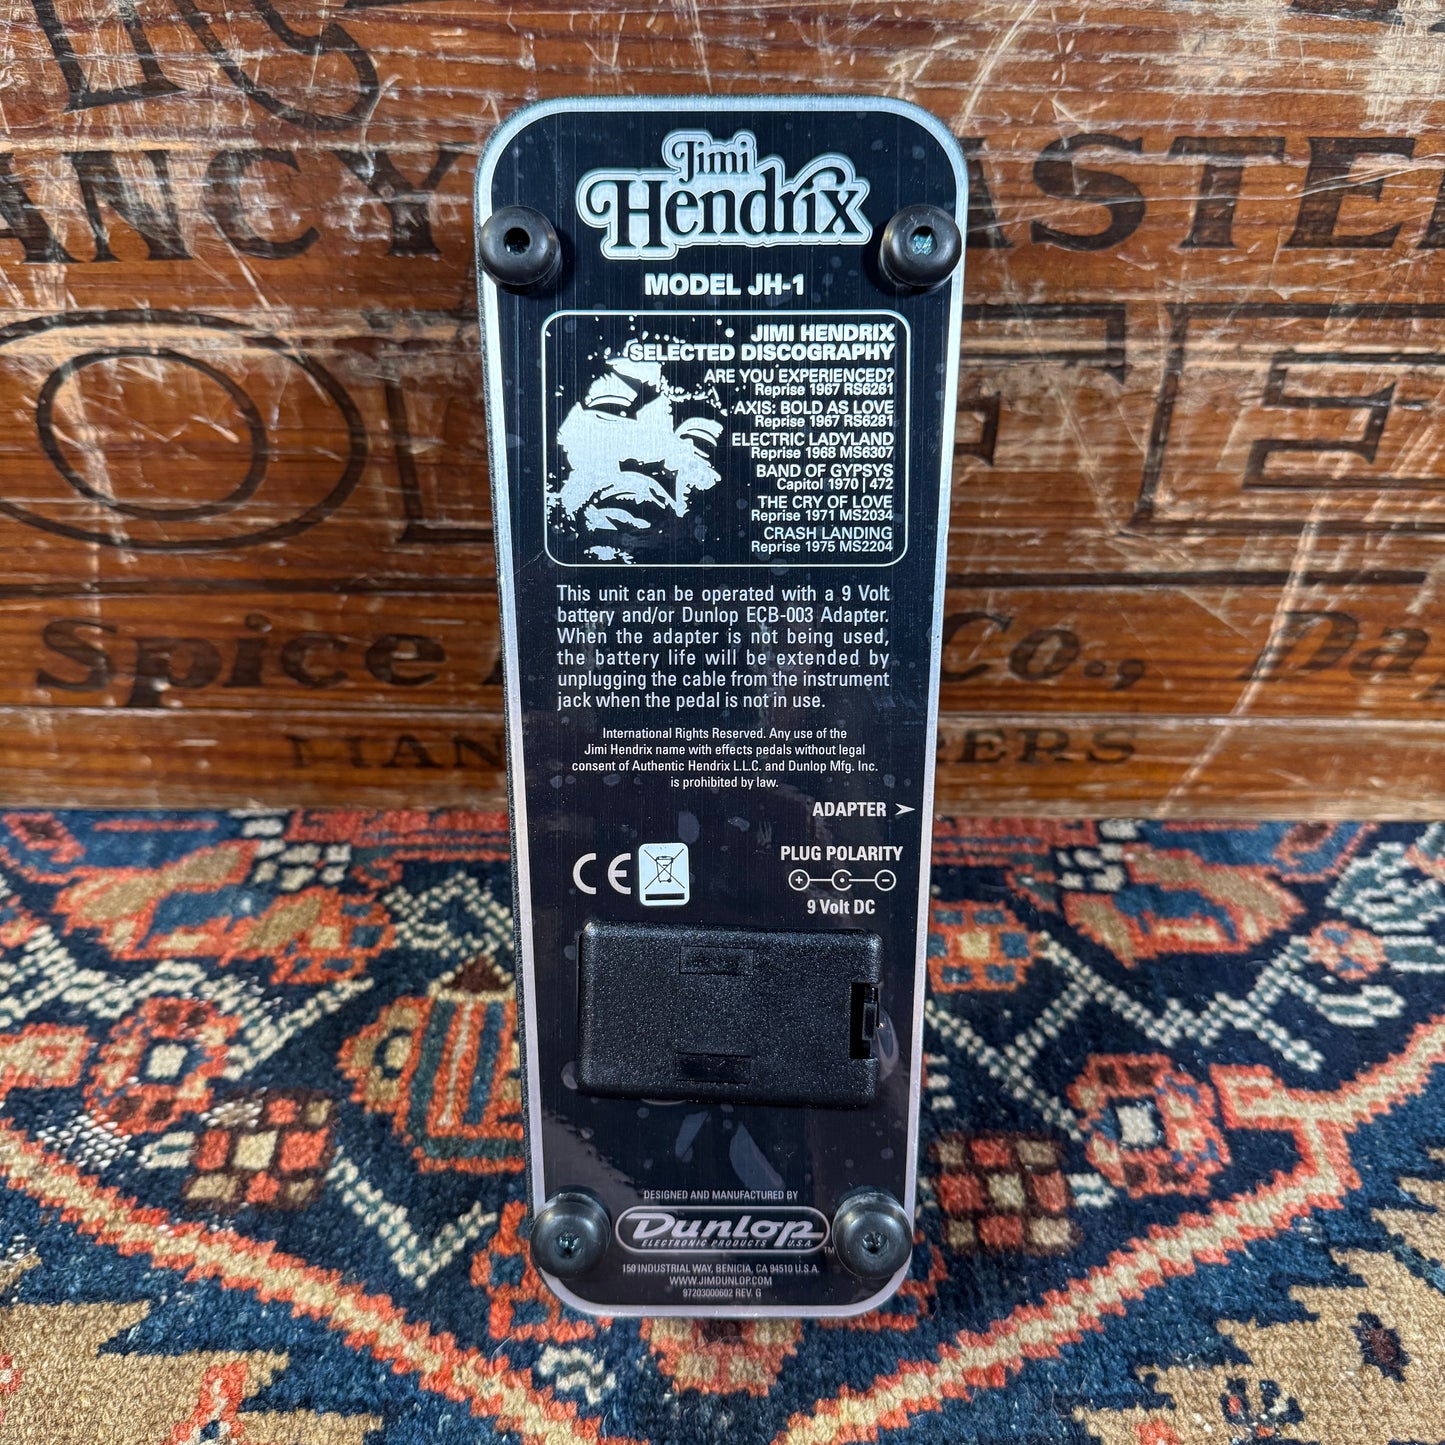 Jimi
Hendrix
MODEL JH-1
JIMI HENDRIX
SELECTED DISCOGRAPHY
ARE YOU EXPERIENCED?
Reprise 1967 RS6261
AXIS: BOLD AS LOVE
Reprise 1967 RS6281
ELECTRIC LADYLAND
Reprise 1968 MS6307
BAND OF GYPSYS
Capitol 1970 | 472
THE CRY OF LOVE
Reprise 1971 MS2034
CRASH LANDING
Reprise 1975 MS2204
This unit can be operated with a 9 Volt
battery and/or Dunlop ECB-003 Adapter.
When the adapter is not being used,
the battery life will be extended by
unplugging the cable from the instrument
jack when the pedal is not in use.
International Rights Reserved. Any use of the
Jimi Hendrix name with effects pedals without legal
consent of Authentic Hendrix L.L.C. and Dunlop Mfg. Inc.
is prohibited by law.
ADAPTER
PLUG POLARITY
9 Volt DC
CE
DESIGNED AND MANUFACTURED BY
Dunlop
ELECTRONIC PRODUCTS U.S.A. TM
150 INDUSTRIAL WAY, BENICIA, CA 94510 U.S.A.
WWW.JIMDUNLOP.COM
97203000602 REV. G
Spice Co.,